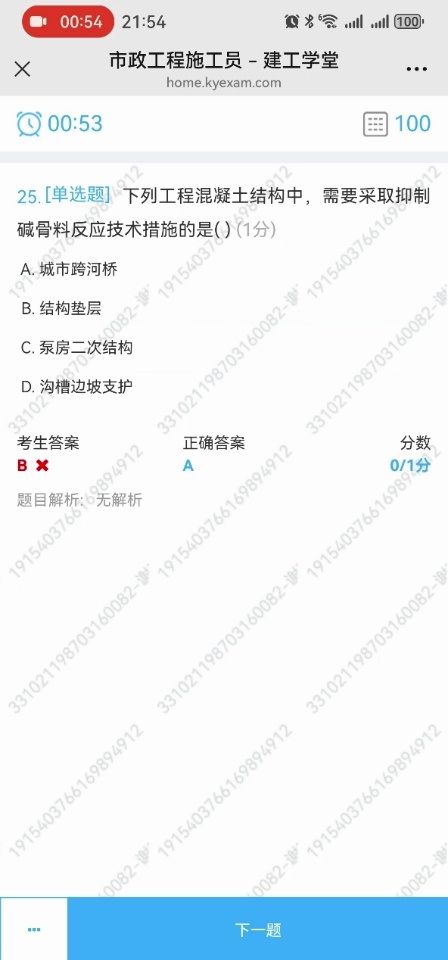 00:54 21:54 6 100
市政工程施工员 – 建工学堂
home.kyexam.com
00:53 100
25. [单选题] 下列工程混凝土结构中，需要采取抑制
碱骨料反应技术措施的是( ) (1分)
A. 城市跨河桥
B. 结构垫层
C. 泵房二次结构
D. 沟槽边坡支护
考生答案 正确答案 分数
B A 0/1分
题目解析： 无解析
下一题